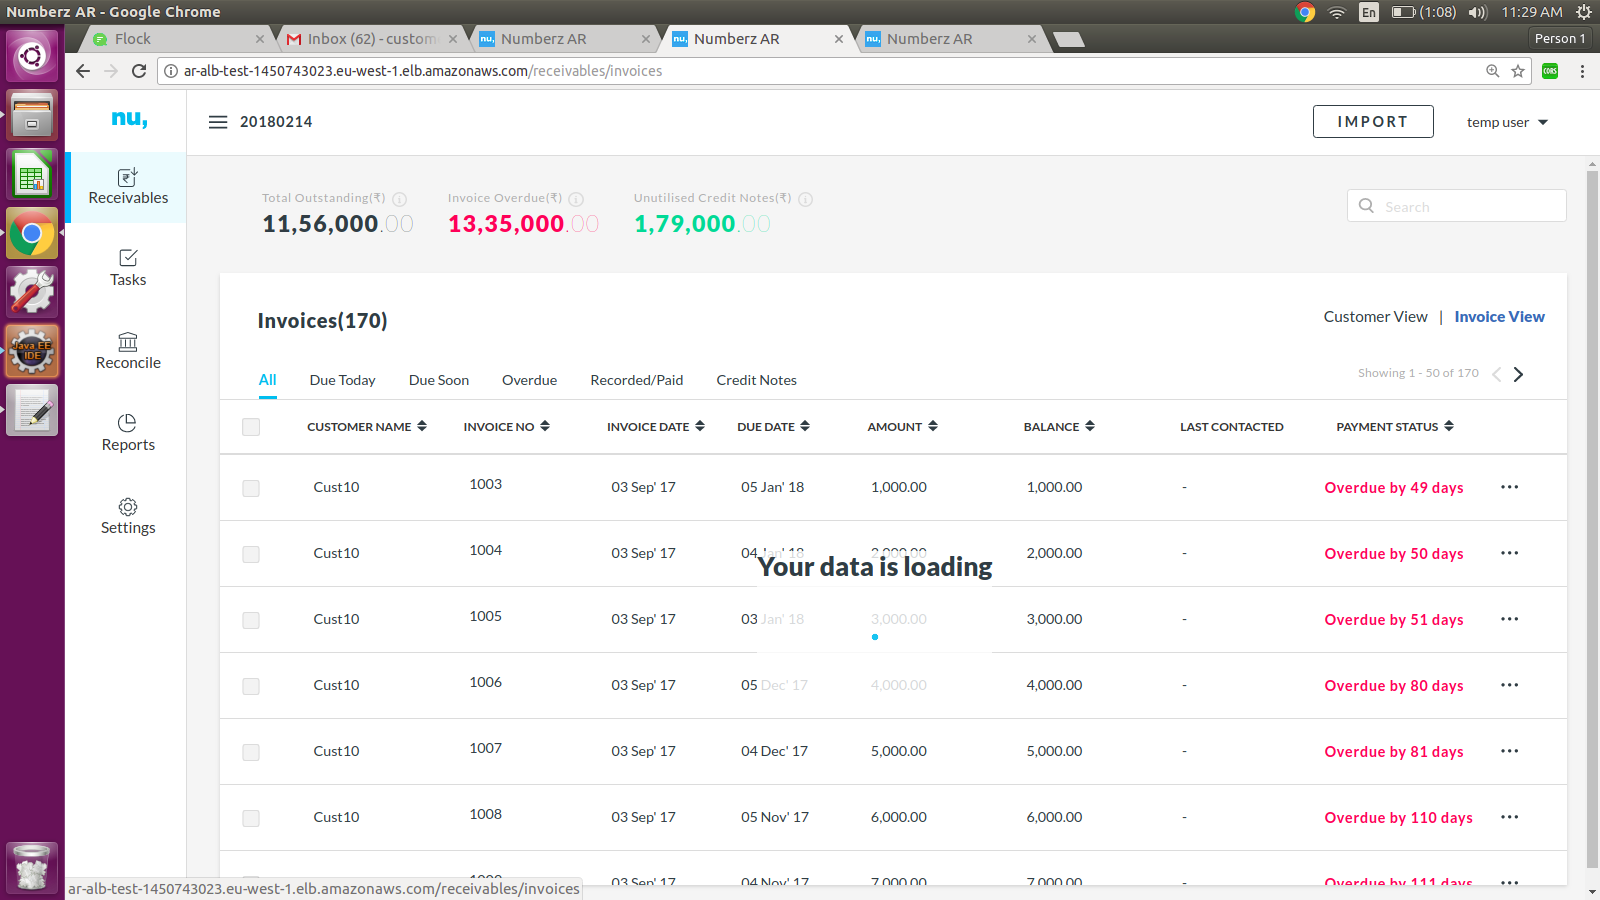 Numberz AR - Google Chrome
En
(1:08)
11:29 AM
Flock
Inbox (62) - custom
Numberz AR
Numberz AR
Numberz AR
Person 1
ar-alb-test-1450743023.eu-west-1.elb.amazonaws.com/receivables/invoices
CORS
nu,
20180214
IMPORT
temp user
Receivables
Tasks
Reconcile
Reports
Settings
Total Outstanding(₹)
Invoice Overdue(₹)
Unutilised Credit Notes(₹)
11,56,000.00
13,35,000.00
1,79,000.00
Search
Invoices(170)
Customer View | Invoice View
All
Due Today
Due Soon
Overdue
Recorded/Paid
Credit Notes
Showing 1 - 50 of 170
CUSTOMER NAME INVOICE NO INVOICE DATE DUE DATE AMOUNT BALANCE LAST CONTACTED PAYMENT STATUS
Cust10 1003 03 Sep' 17 05 Jan' 18 1,000.00 1,000.00 - Overdue by 49 days
Cust10 1004 03 Sep' 17 04 Jan' 18 2,000.00 2,000.00 - Overdue by 50 days
Your data is loading
Cust10 1005 03 Sep' 17 03 Jan' 18 3,000.00 3,000.00 - Overdue by 51 days
Cust10 1006 03 Sep' 17 05 Dec' 17 4,000.00 4,000.00 - Overdue by 80 days
Cust10 1007 03 Sep' 17 04 Dec' 17 5,000.00 5,000.00 - Overdue by 81 days
Cust10 1008 03 Sep' 17 05 Nov' 17 6,000.00 6,000.00 - Overdue by 110 days
03 Sep' 17 04 Nov' 17 7,000.00 7,000.00 - Overdue by 111 days
ar-alb-test-1450743023.eu-west-1.elb.amazonaws.com/receivables/invoices
Java EE
IDE